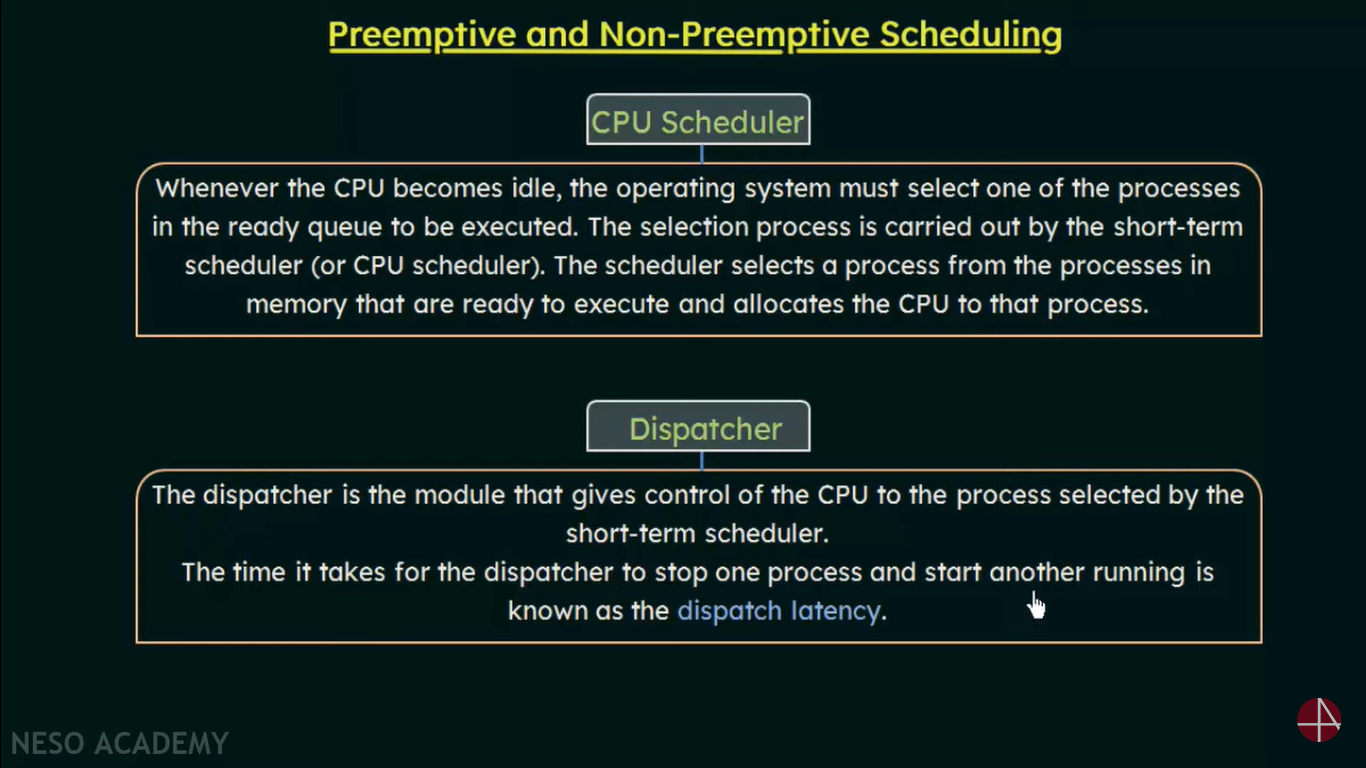 Preemptive and Non-Preemptive Scheduling
CPU Scheduler
Whenever the CPU becomes idle, the operating system must select one of the processes
in the ready queue to be executed. The selection process is carried out by the short-term
scheduler (or CPU scheduler). The scheduler selects a process from the processes in
memory that are ready to execute and allocates the CPU to that process.
Dispatcher
The dispatcher is the module that gives control of the CPU to the process selected by the
short-term scheduler.
The time it takes for the dispatcher to stop one process and start another running is
known as the dispatch latency.
NESO ACADEMY